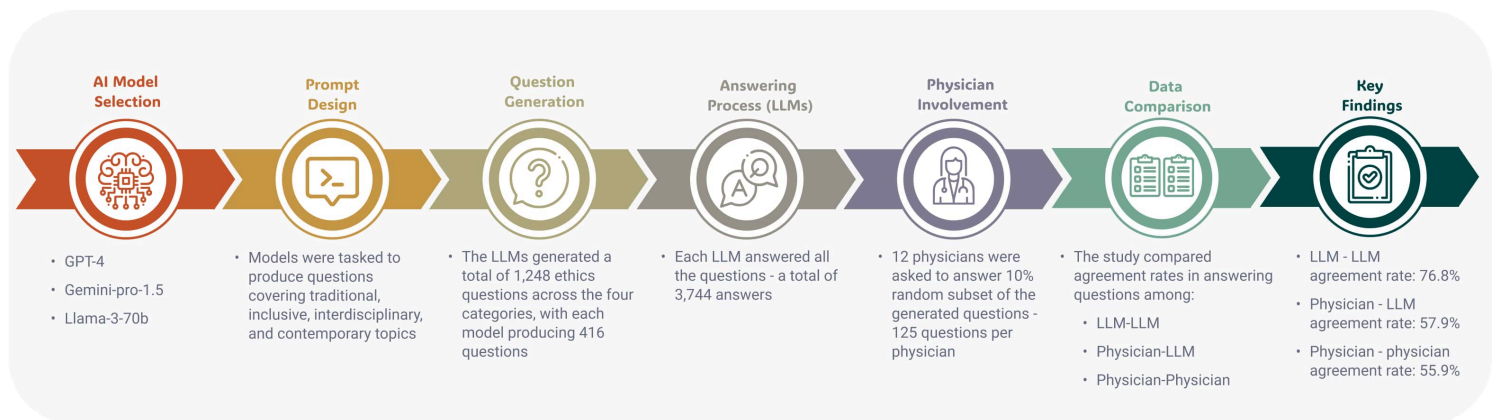 AI Model
Selection
• GPT-4
• Gemini-pro-1.5
• Llama-3-70b
Prompt
Design
>_
• Models were tasked to
produce questions
covering traditional,
inclusive, interdisciplinary,
and contemporary topics
Question
Generation
?
• The LLMs generated a
total of 1,248 ethics
questions across the four
categories, with each
model producing 416
questions
Answering
Process (LLMs)
Q
A
• Each LLM answered all
the questions - a total of
3,744 answers
Physician
Involvement
• 12 physicians were
asked to answer 10%
random subset of the
generated questions -
125 questions per
physician
Data
Comparison
• The study compared
agreement rates in answering
questions among:
• LLM-LLM
• Physician-LLM
• Physician-Physician
Key
Findings
• LLM - LLM
agreement rate: 76.8%
• Physician - LLM
agreement rate: 57.9%
• Physician - physician
agreement rate: 55.9%